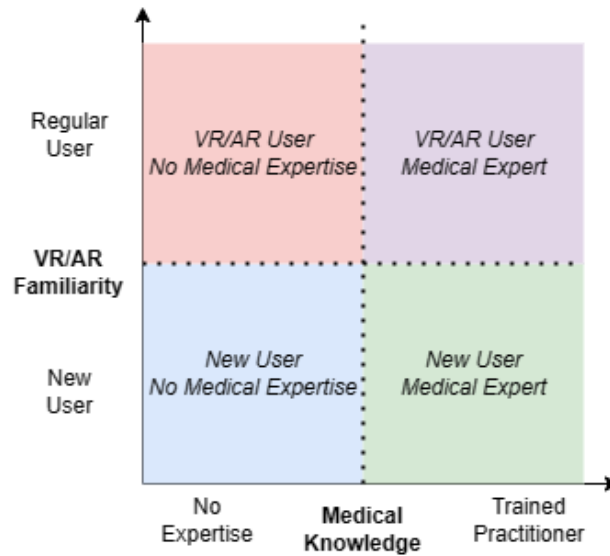 Regular
User
VR/AR User
No Medical Expertise
VR/AR User
Medical Expert
VR/AR
Familiarity
New
User
New User
No Medical Expertise
New User
Medical Expert
No
Expertise
Medical
Knowledge
Trained
Practitioner